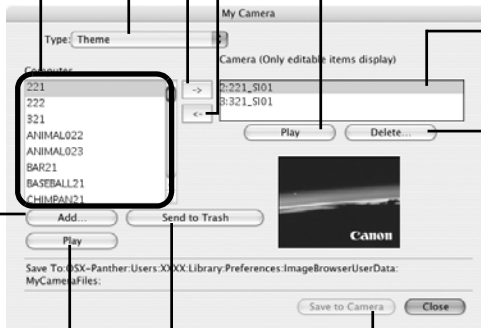 My Camera
Type: Theme
Computer
Camera (Only editable items display)
221
222
321
ANIMAL022
ANIMAL023
BAR21
BASEBALL21
CHIMPAN21
->
<-
2:221_SI01
3:321_SI01
Play
Delete...
Add...
Send to Trash
Play
Canon
Save To:OSX-Panther:Users:XXXX:Library:Preferences:ImageBrowserUserData:
MyCameraFiles:
Save to Camera
Close